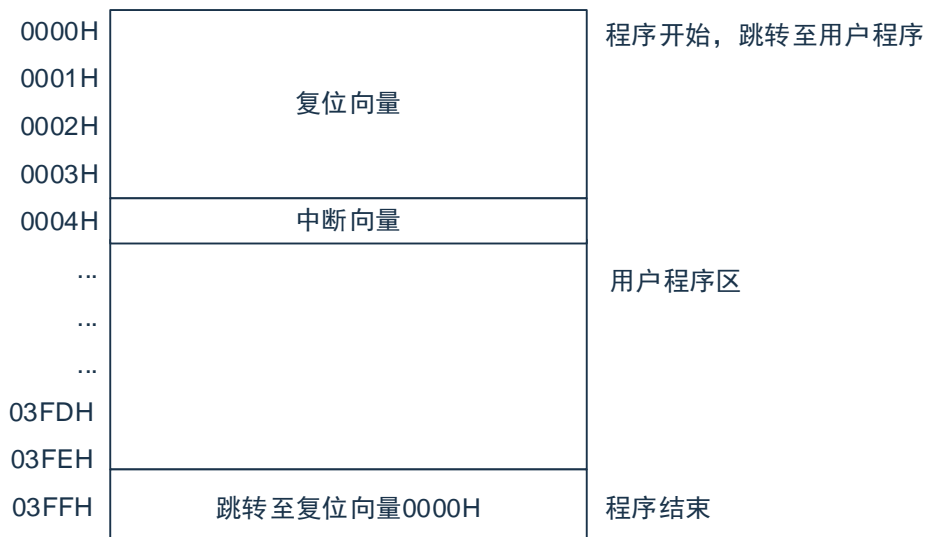 0000H 程序开始，跳转至用户程序
0001H
复位向量
0002H
0003H
0004H 中断向量
...
用户程序区
...
...
03FDH
03FEH
03FFH 跳转至复位向量0000H 程序结束